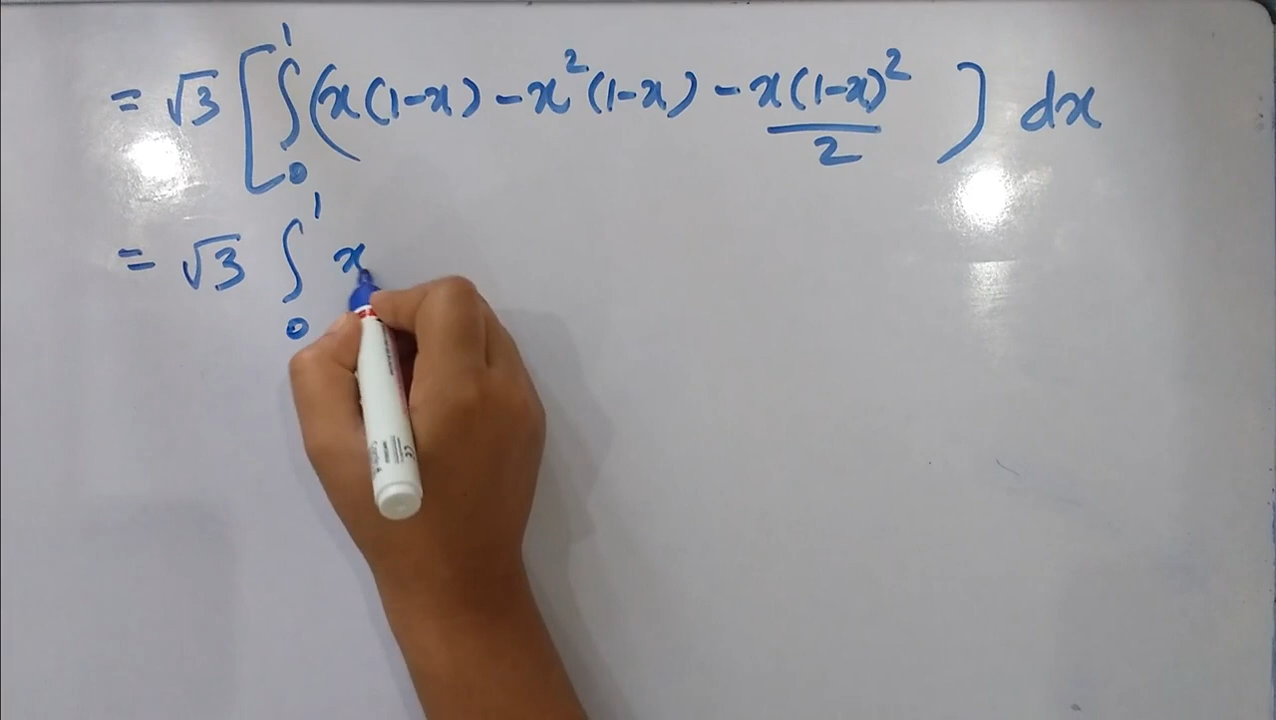 = √3 [ ∫₀¹ (x(1-x) - x²(1-x) - x(1-x)²/2 ) dx
= √3 ∫₀¹ x